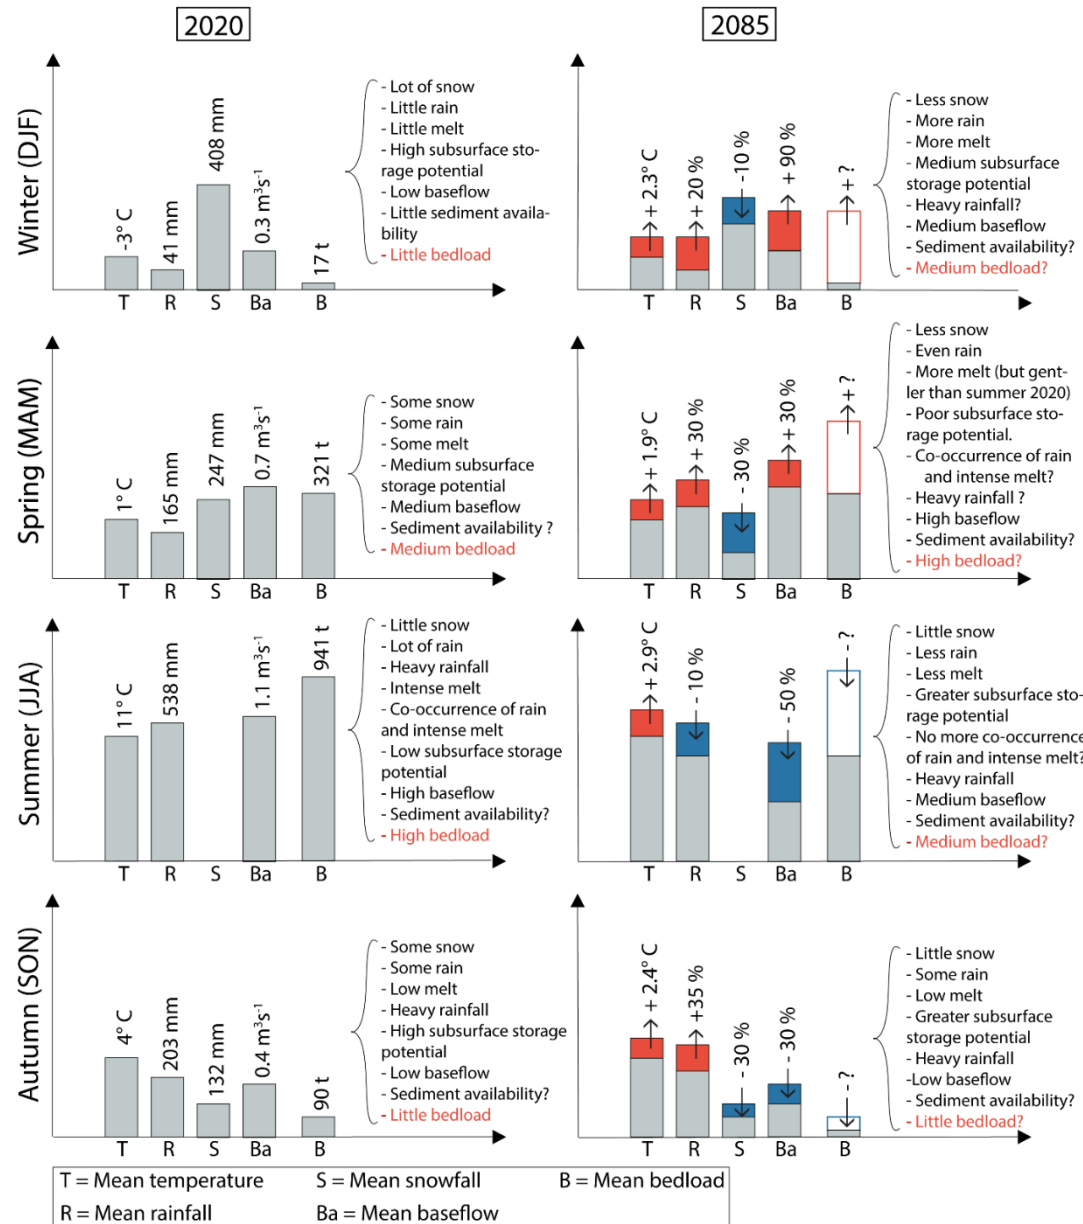 2020
2085
Winter (DJF)
-3° C
41 mm
408 mm
0.3 m³s⁻¹
17 t
T R S Ba B
- Lot of snow
- Little rain
- Little melt
- High subsurface sto-
rage potential
- Low baseflow
- Little sediment availa-
bility
- Little bedload
+ 2.3° C
+ 20 %
- 10 %
+ 90 %
+ ?
T R S Ba B
- Less snow
- More rain
- More melt
- Medium subsurface
storage potential
- Heavy rainfall?
- Medium baseflow
- Sediment availability?
- Medium bedload?
Spring (MAM)
1° C
165 mm
247 mm
0.7 m³s⁻¹
321 t
T R S Ba B
- Some snow
- Some rain
- Some melt
- Medium subsurface
storage potential
- Medium baseflow
- Sediment availability ?
- Medium bedload
+ 1.9° C
+ 30 %
- 30 %
+ 30 %
+ ?
T R S Ba B
- Less snow
- Even rain
- More melt (but gent-
ler than summer 2020)
- Poor subsurface sto-
rage potential.
- Co-occurrence of rain
and intense melt?
- Heavy rainfall ?
- High baseflow
- Sediment availability?
- High bedload?
Summer (JJA)
11° C
538 mm
1.1 m³s⁻¹
941 t
T R S Ba B
- Little snow
- Lot of rain
- Heavy rainfall
- Intense melt
- Co-occurrence of rain
and intense melt
- Low subsurface storage
potential
- High baseflow
- Sediment availability?
- High bedload
+ 2.9° C
- 10 %
- 50 %
- ?
T R S Ba B
- Little snow
- Less rain
- Less melt
- Greater subsurface sto-
rage potential
- No more co-occurrence
of rain and intense melt?
- Heavy rainfall
- Medium baseflow
- Sediment availability?
- Medium bedload?
Autumn (SON)
4° C
203 mm
132 mm
0.4 m³s⁻¹
90 t
T R S Ba B
- Some snow
- Some rain
- Low melt
- Heavy rainfall
- High subsurface storage
potential
- Low baseflow
- Sediment availability?
- Little bedload
+ 2.4° C
+35 %
- 30 %
- 30 %
- ?
T R S Ba B
- Little snow
- Some rain
- Low melt
- Greater subsurface
storage potential
- Heavy rainfall
-Low baseflow
- Sediment availability?
- Little bedload?
T = Mean temperature S = Mean snowfall B = Mean bedload
R = Mean rainfall Ba = Mean baseflow